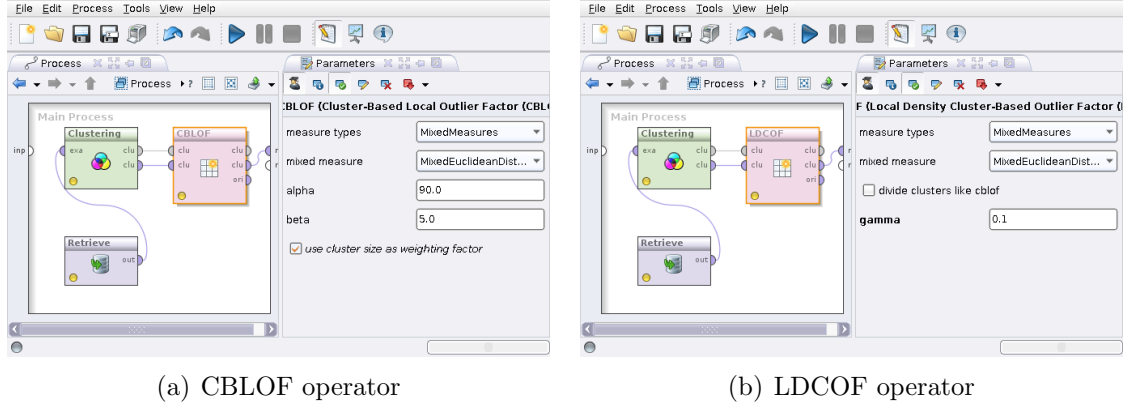 File Edit Process Tools View Help
Process
Parameters
Process
Main Process
Clustering
CBLOF
inp
exa
clu
clu
clu
clu
clu
clu
ori
r
r
Retrieve
out
CBLOF (Cluster-Based Local Outlier Factor (CBL
measure types MixedMeasures
mixed measure MixedEuclideanDist...
alpha 90.0
beta 5.0
use cluster size as weighting factor
(a) CBLOF operator
File Edit Process Tools View Help
Process
Parameters
Process
Main Process
Clustering
LDCOF
inp
exa
clu
clu
clu
clu
clu
clu
ori
r
Retrieve
out
F (Local Density Cluster-Based Outlier Factor (
measure types MixedMeasures
mixed measure MixedEuclideanDist...
divide clusters like cblof
gamma 0.1
(b) LDCOF operator